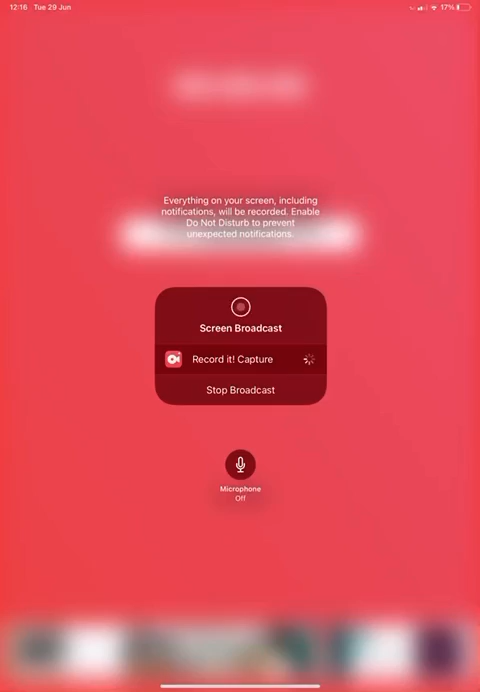 12:16 Tue 29 Jun 17%
Everything on your screen, including
notifications, will be recorded. Enable
Do Not Disturb to prevent
unexpected notifications.
Screen Broadcast
Record it! Capture
Stop Broadcast
Microphone
Off